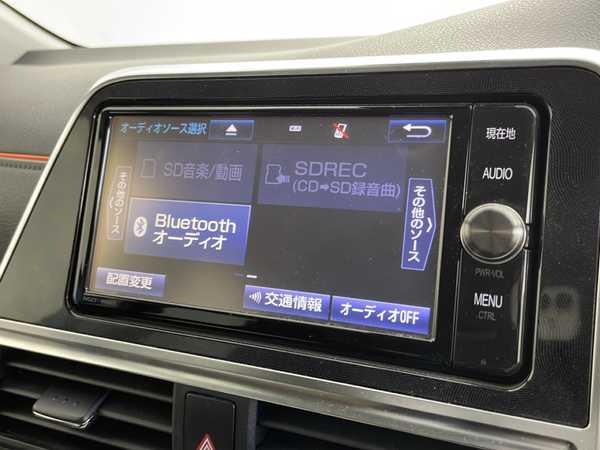 オーディオソース選択
現在地
SD音楽/動画
SDREC
(CD➡SD録音曲)
AUDIO
その他のソース
その他のソース
Bluetooth
オーディオ
PWR•VOL
配置変更
交通情報
オーディオOFF
MENU
.CTRL